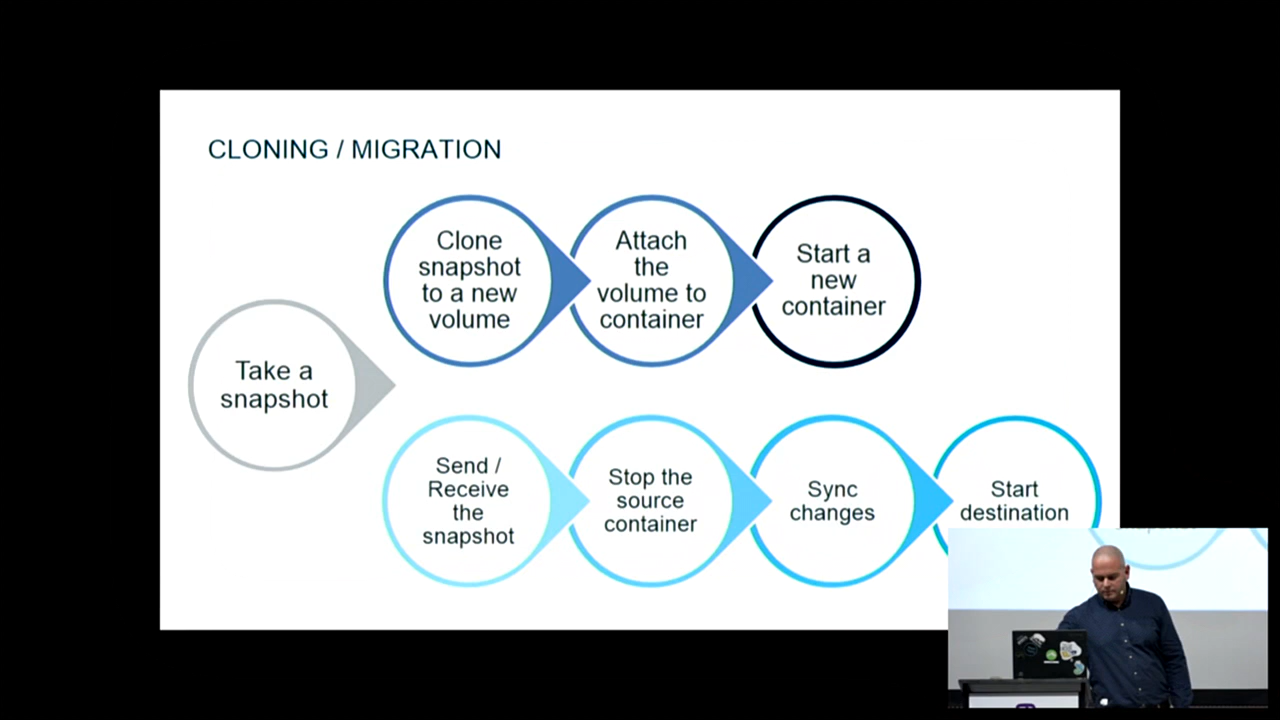 CLONING / MIGRATION
Take a
snapshot
Clone
snapshot
to a new
volume
Attach
the
volume to
container
Start a
new
container
Send /
Receive
the
snapshot
Stop the
source
container
Sync
changes
Start
destination